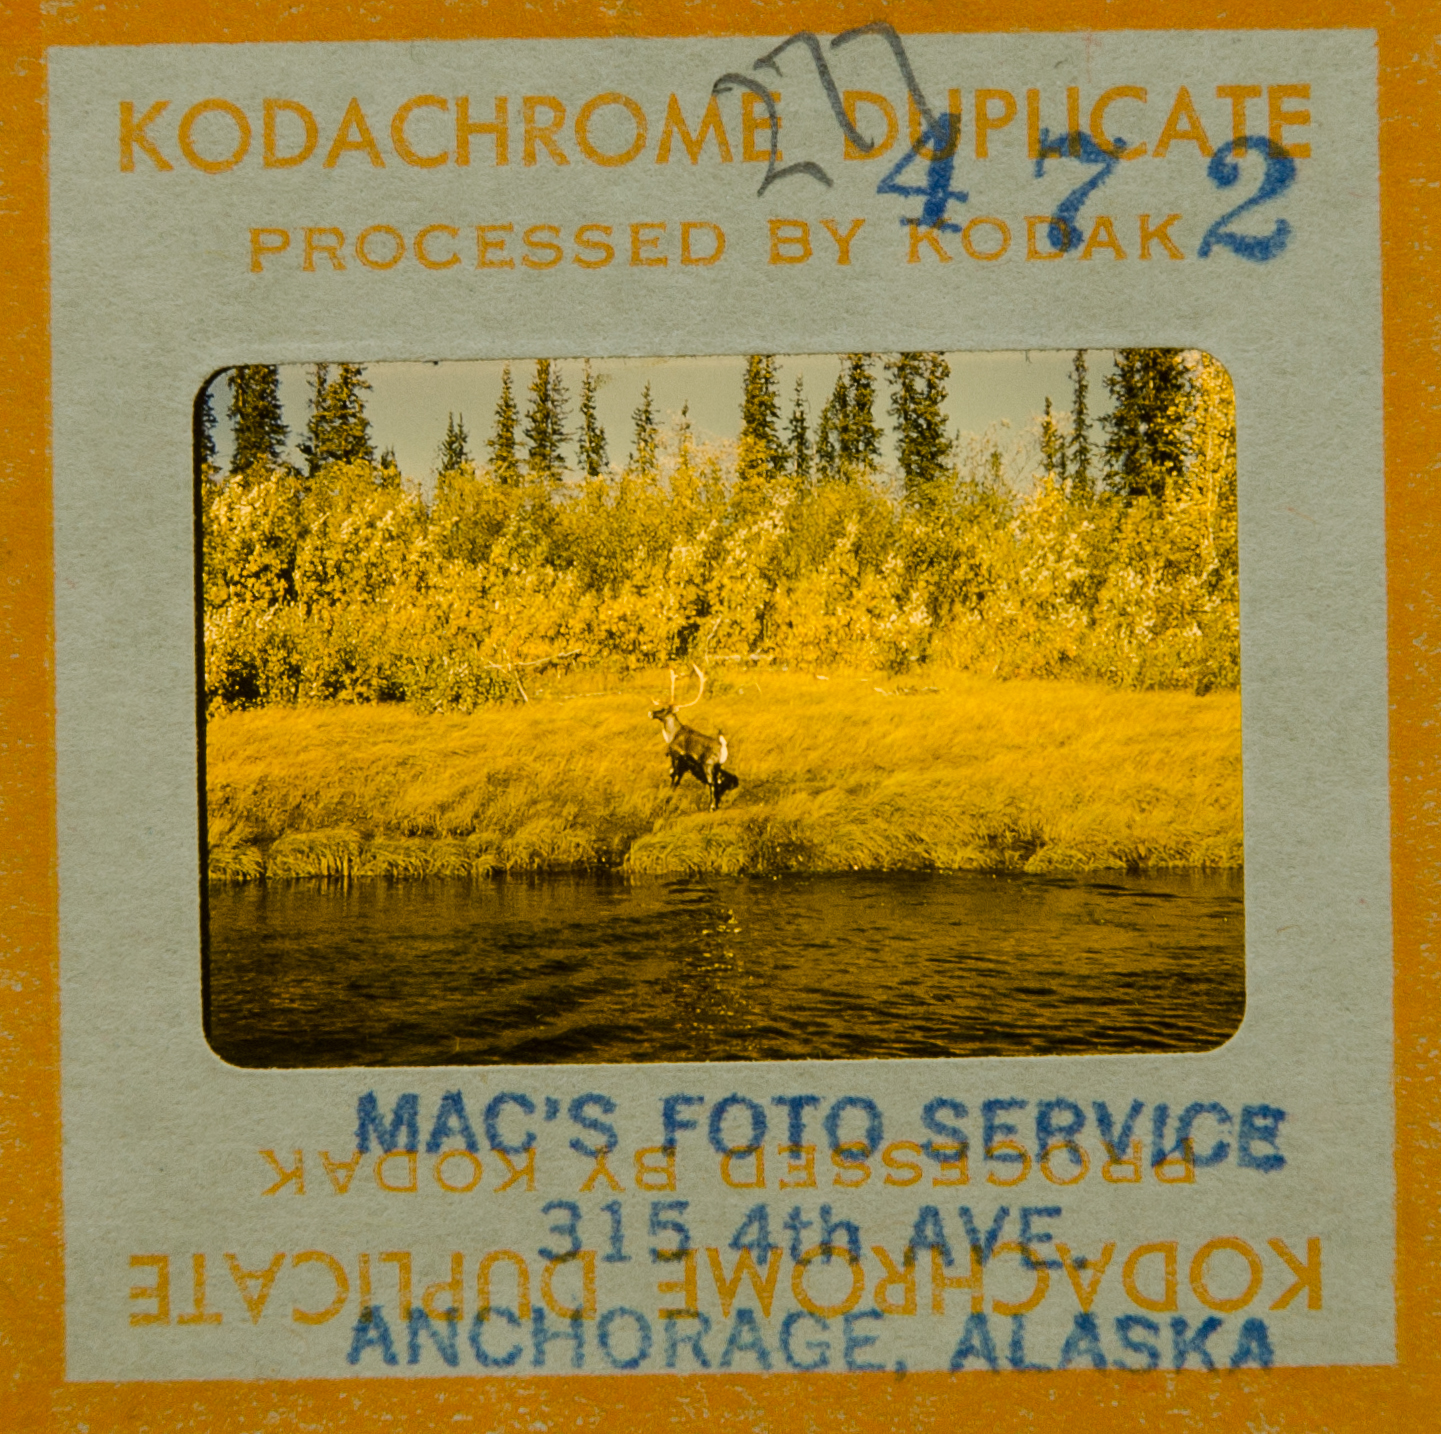 277
KODACHROME DUPLICATE
472
PROCESSED BY KODAK
MAC'S FOTO SERVICE
PROCESSED BY KODAK
315 4th AVE.
KODACHROME DUPLICATE
ANCHORAGE, ALASKA